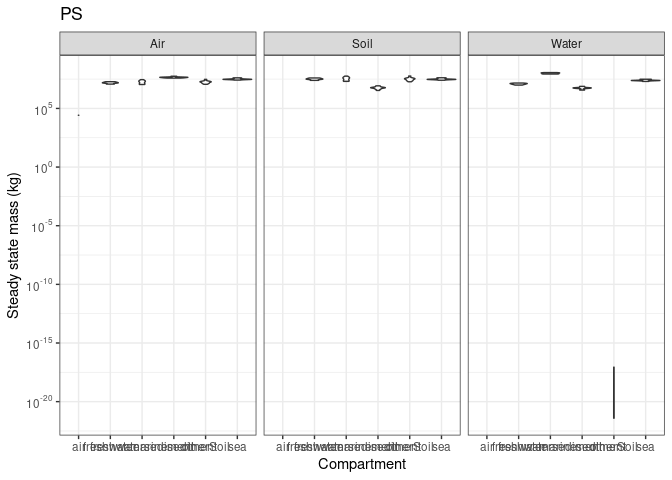 PS
Air Soil Water
Steady state mass (kg)
10^5
10^0
10^-5
10^-10
10^-15
10^-20
air sea
air sea
air sea
Compartment